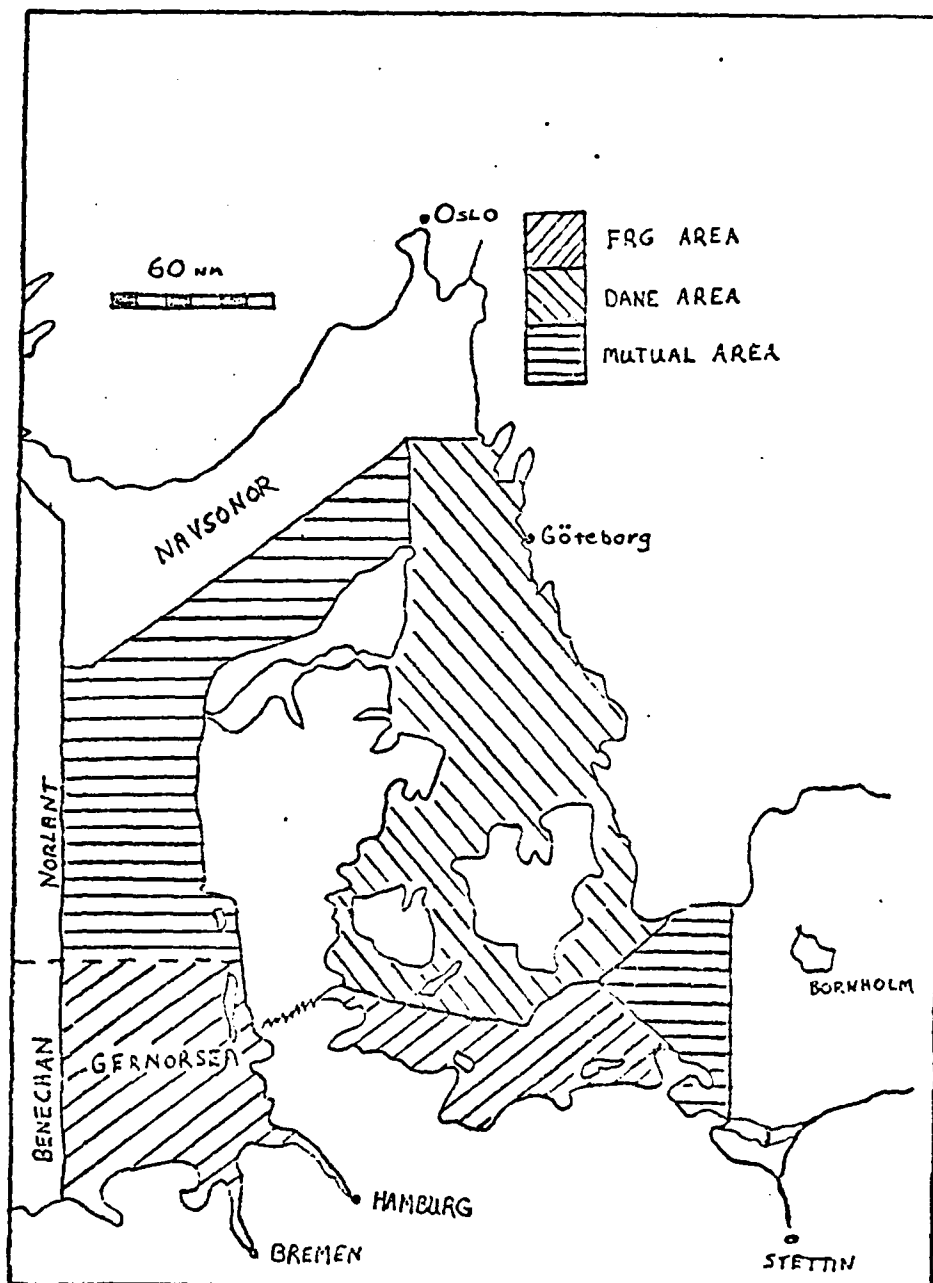 OSLO
60 NM
FRG AREA
DANE AREA
MUTUAL AREA
NAVSONOR
Göteborg
NORLANT
BORNHOLM
GERNORSEA
BENECHAN
HAMBURG
BREMEN
STETTIN